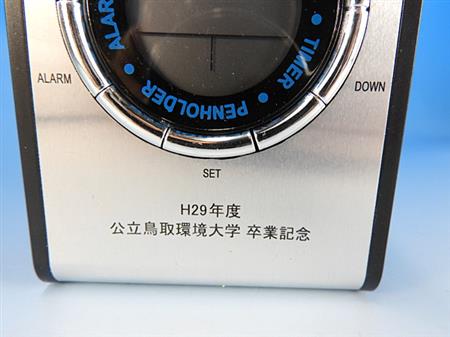 ALARM • PENHOLDER • TIMER
ALARM
DOWN
SET
H29年度
公立鳥取環境大学 卒業記念